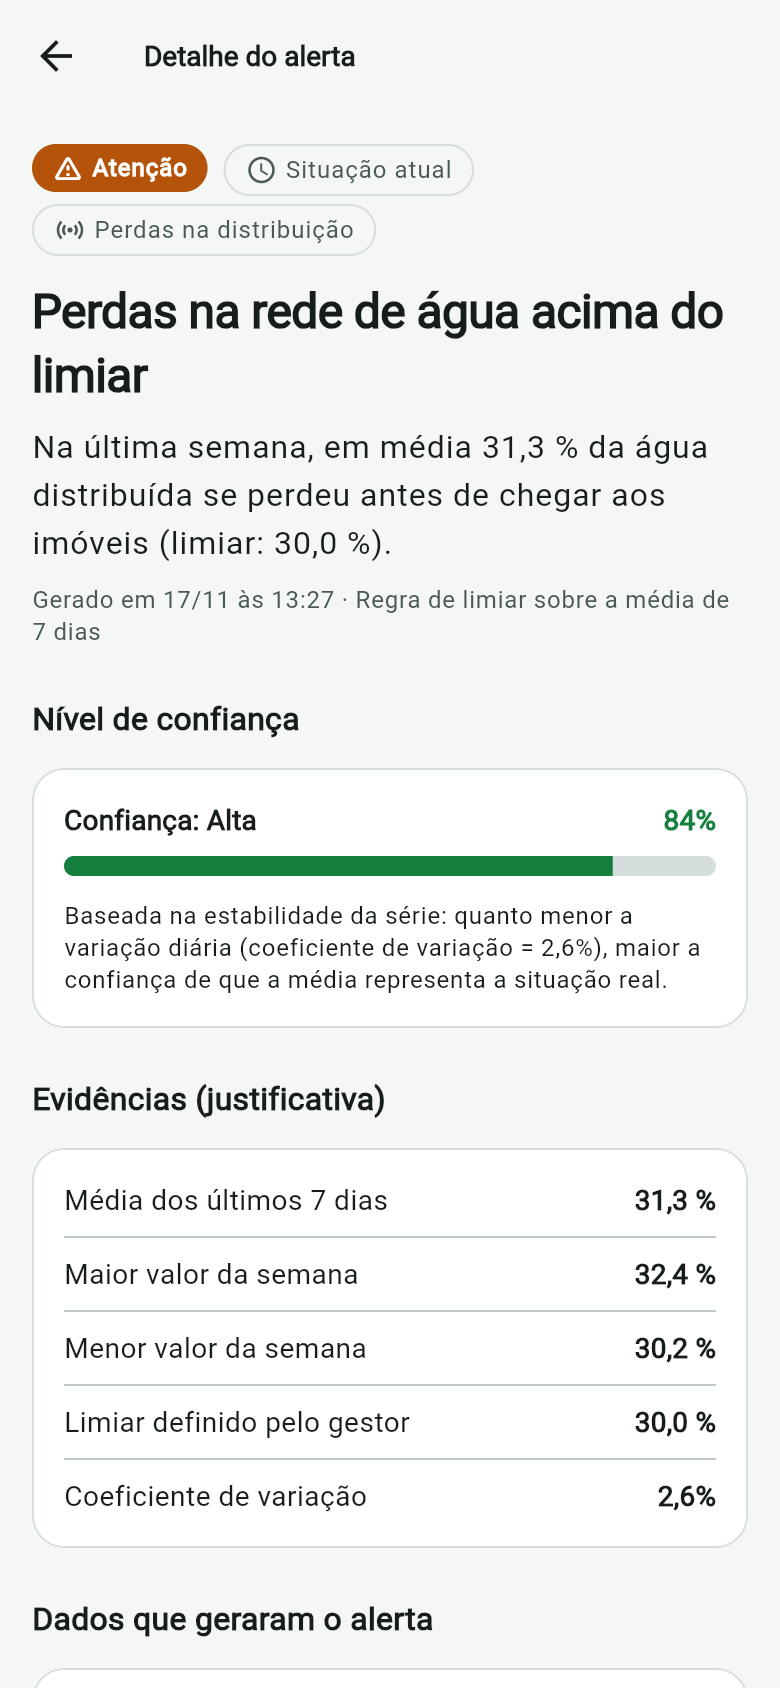 Detalhe do alerta
Atenção
Situação atual
Perdas na distribuição
Perdas na rede de água acima do
limiar
Na última semana, em média 31,3 % da água
distribuída se perdeu antes de chegar aos
imóveis (limiar: 30,0 %).
Gerado em 17/11 às 13:27 · Regra de limiar sobre a média de
7 dias
Nível de confiança
Confiança: Alta 84%
Baseada na estabilidade da série: quanto menor a
variação diária (coeficiente de variação = 2,6%), maior a
confiança de que a média representa a situação real.
Evidências (justificativa)
Média dos últimos 7 dias 31,3 %
Maior valor da semana 32,4 %
Menor valor da semana 30,2 %
Limiar definido pelo gestor 30,0 %
Coeficiente de variação 2,6%
Dados que geraram o alerta